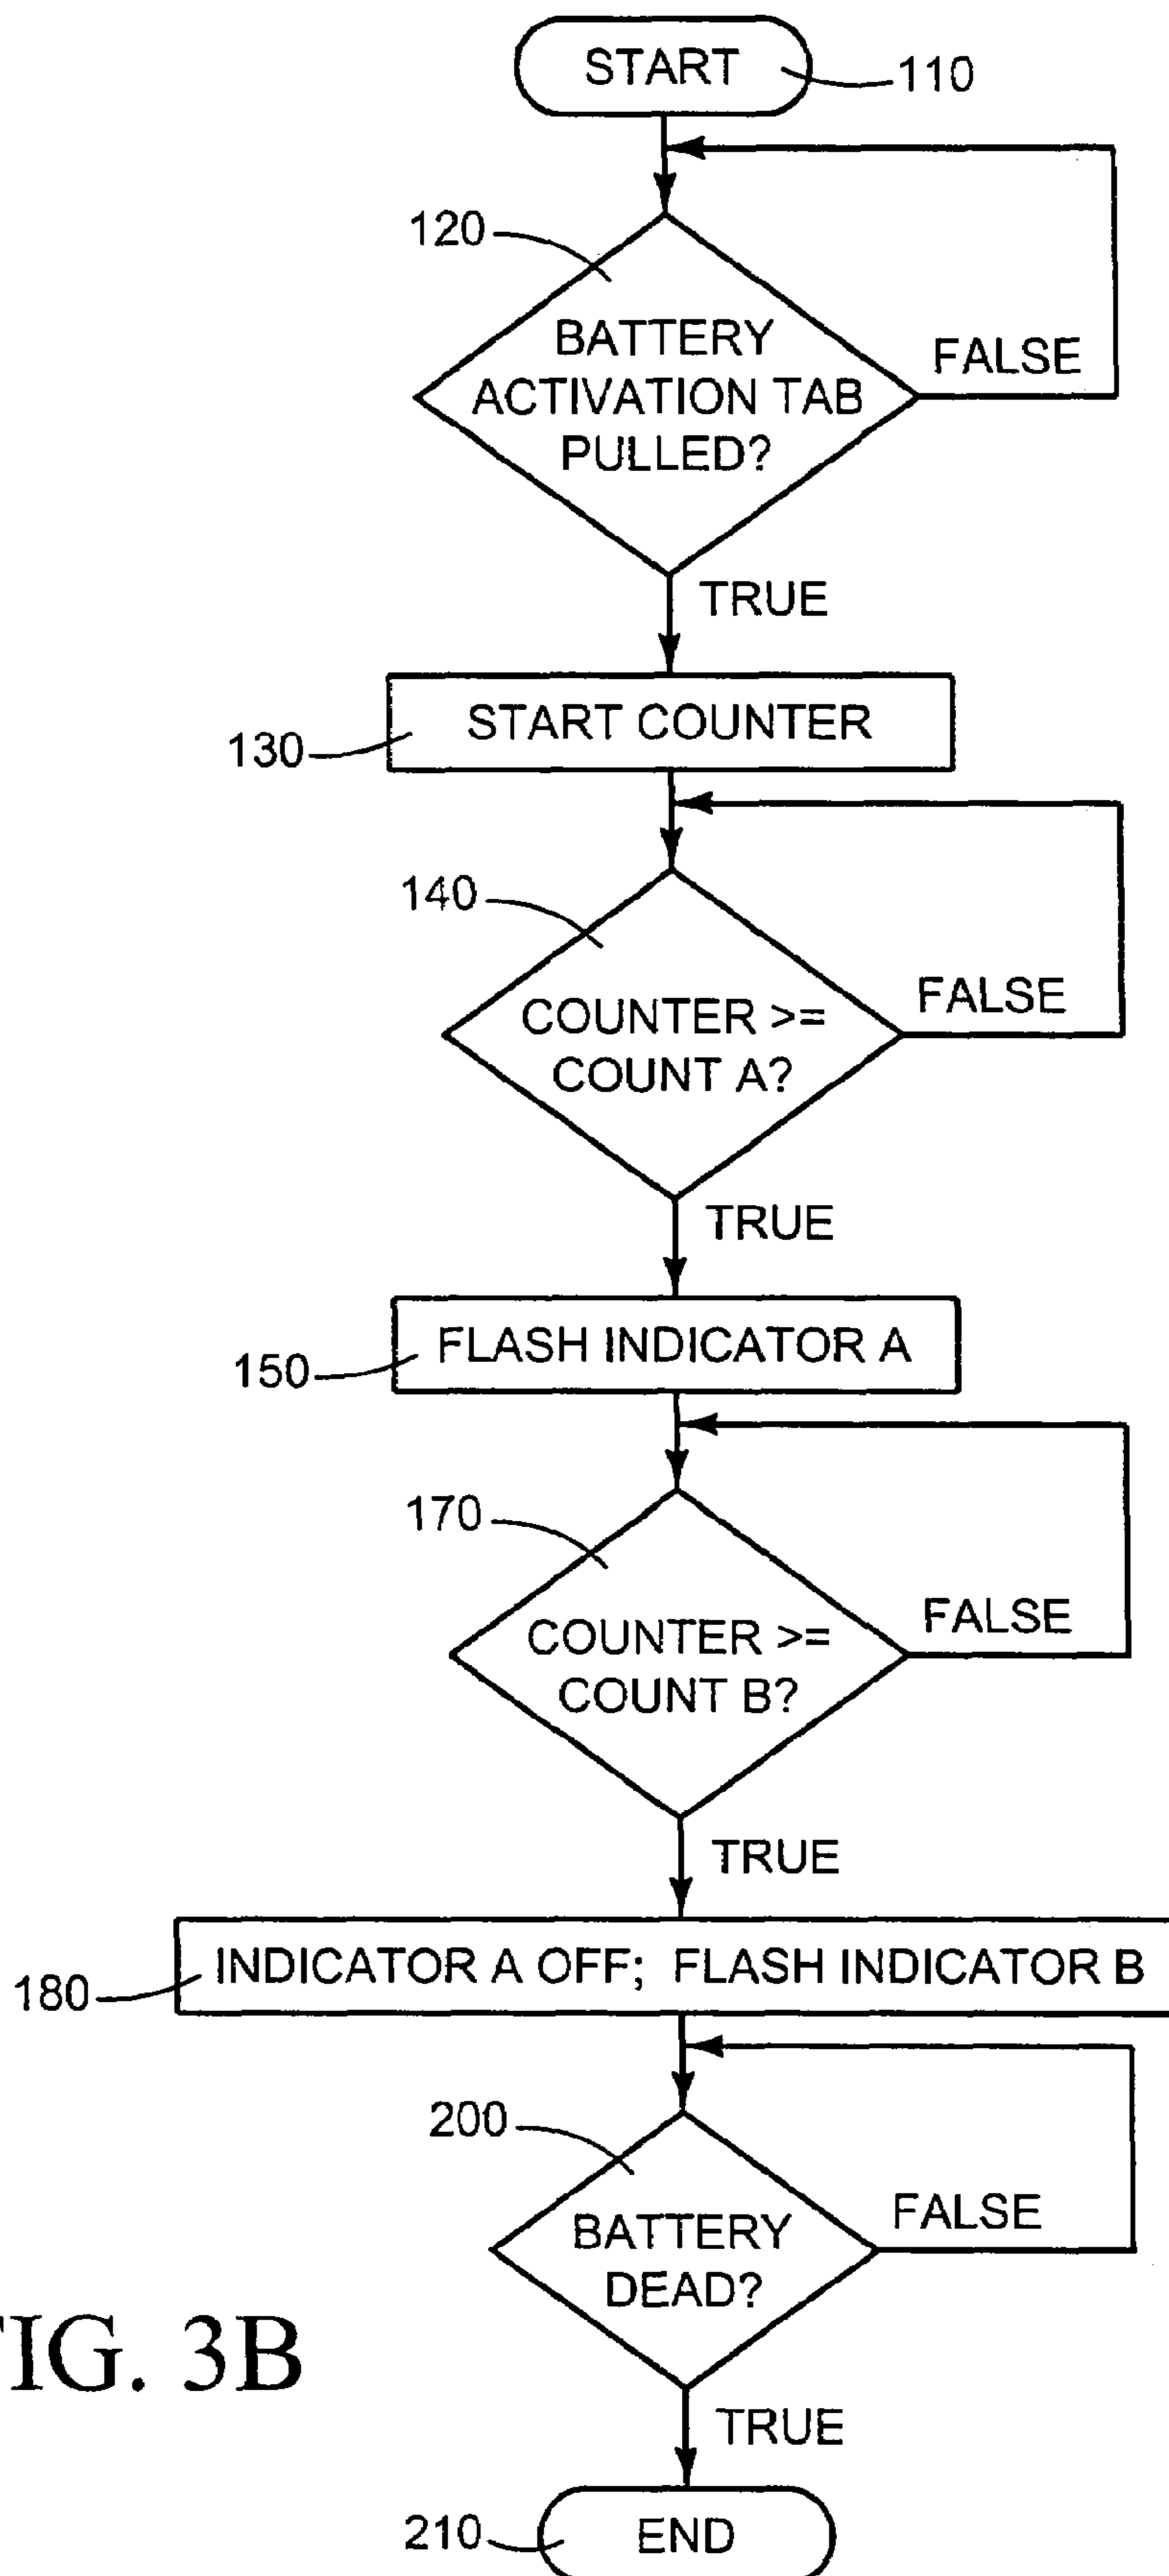 START
110
120
BATTERY
ACTIVATION TAB
PULLED?
FALSE
TRUE
START COUNTER
130
140
COUNTER >=
COUNT A?
FALSE
TRUE
FLASH INDICATOR A
150
170
COUNTER >=
COUNT B?
FALSE
TRUE
INDICATOR A OFF; FLASH INDICATOR B
180
200
BATTERY
DEAD?
FALSE
TRUE
END
210
IG. 3B